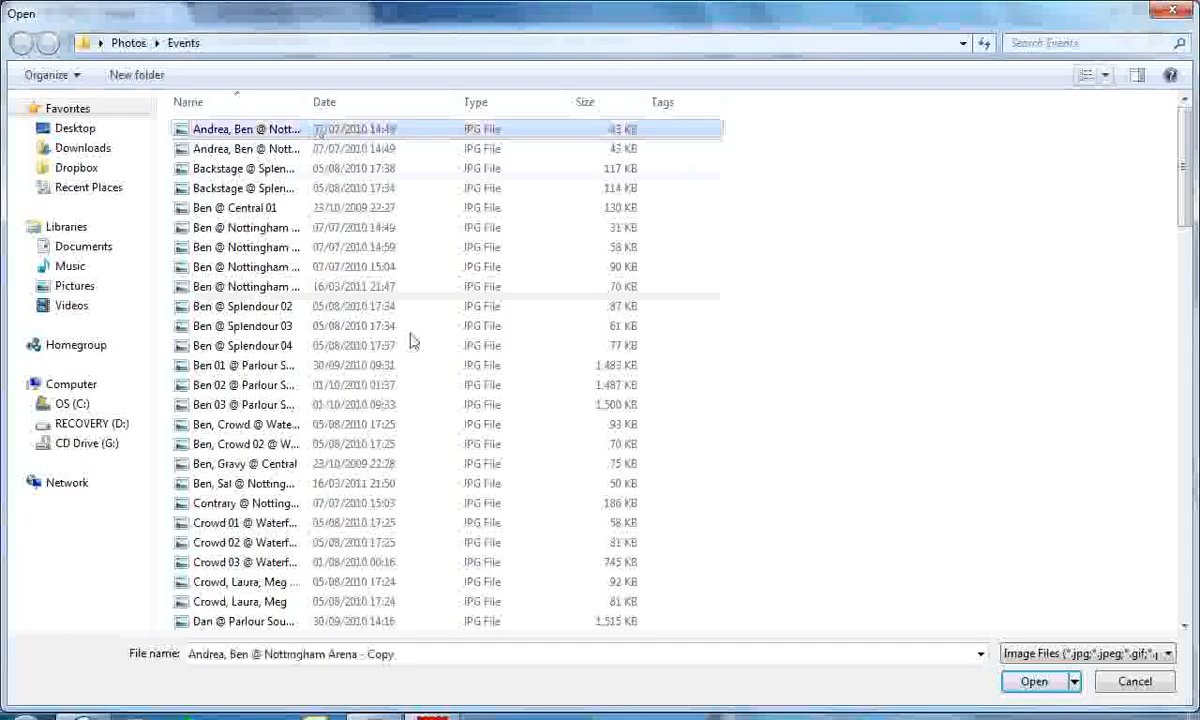 Open
Photos Events Search Events
Organize New folder
Name Date Type Size Tags
Favorites
Desktop
Downloads
Dropbox
Recent Places
Libraries
Documents
Music
Pictures
Videos
Homegroup
Computer
OS (C:)
RECOVERY (D:)
CD Drive (G:)
Network
Andrea, Ben @ Nott... 07/07/2010 14:49 JPG File 43 KB
Andrea, Ben @ Nott... 07/07/2010 14:49 JPG File 43 KB
Backstage @ Splen... 05/08/2010 17:38 JPG File 117 KB
Backstage @ Splen... 05/08/2010 17:34 JPG File 114 KB
Ben @ Central 01 23/10/2009 22:27 JPG File 130 KB
Ben @ Nottingham ... 07/07/2010 14:49 JPG File 31 KB
Ben @ Nottingham ... 07/07/2010 14:59 JPG File 58 KB
Ben @ Nottingham ... 07/07/2010 15:04 JPG File 90 KB
Ben @ Nottingham ... 16/03/2011 21:47 JPG File 70 KB
Ben @ Splendour 02 05/08/2010 17:34 JPG File 87 KB
Ben @ Splendour 03 05/08/2010 17:34 JPG File 61 KB
Ben @ Splendour 04 05/08/2010 17:37 JPG File 77 KB
Ben 01 @ Parlour S... 30/09/2010 09:31 JPG File 1,483 KB
Ben 02 @ Parlour S... 01/10/2010 01:37 JPG File 1,487 KB
Ben 03 @ Parlour S... 01/10/2010 09:33 JPG File 1,500 KB
Ben, Crowd @ Wate... 05/08/2010 17:25 JPG File 93 KB
Ben, Crowd 02 @ W... 05/08/2010 17:25 JPG File 70 KB
Ben, Gravy @ Central 23/10/2009 22:28 JPG File 75 KB
Ben, Sal @ Notting... 16/03/2011 21:50 JPG File 50 KB
Contrary @ Notting... 07/07/2010 15:03 JPG File 186 KB
Crowd 01 @ Waterf... 05/08/2010 17:25 JPG File 58 KB
Crowd 02 @ Waterf... 05/08/2010 17:25 JPG File 81 KB
Crowd 03 @ Waterf... 01/08/2010 00:16 JPG File 745 KB
Crowd, Laura, Meg ... 05/08/2010 17:24 JPG File 92 KB
Crowd, Laura, Meg 05/08/2010 17:24 JPG File 81 KB
Dan @ Parlour Sou... 30/09/2010 14:16 JPG File 1,515 KB
File name: Andrea, Ben @ Nottingham Arena - Copy Image Files (*.jpg;*.jpeg;*.gif;*.
Open Cancel